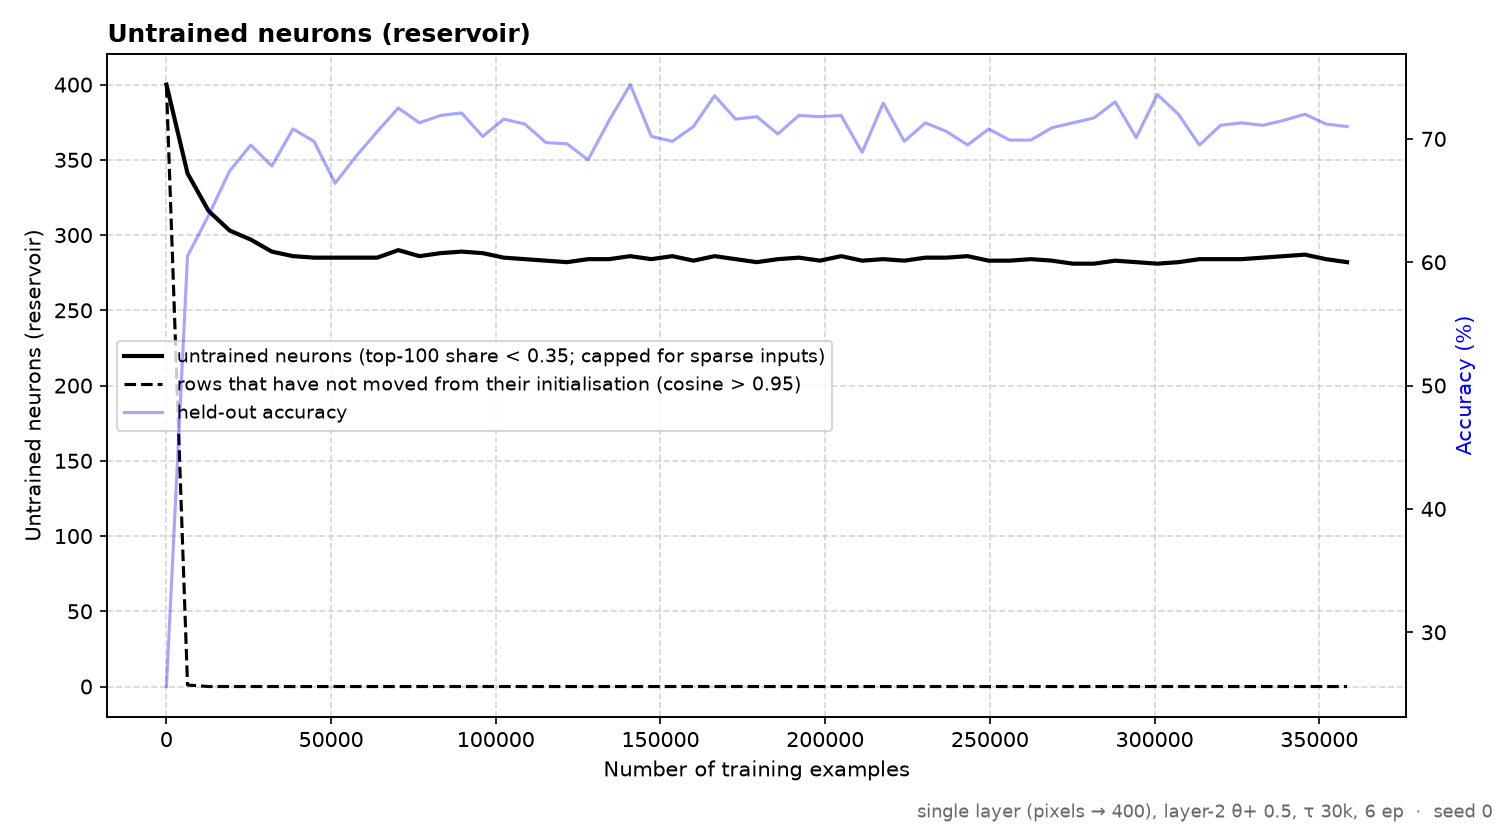 Untrained neurons (reservoir)
400
350
300
250
200
150
100
50
0
Untrained neurons (reservoir)
untrained neurons (top-100 share < 0.35; capped for sparse inputs)
rows that have not moved from their initialisation (cosine > 0.95)
held-out accuracy
70
60
50
40
30
Accuracy (%)
0 50000 100000 150000 200000 250000 300000 350000
Number of training examples
single layer (pixels → 400), layer-2 θ+ 0.5, τ 30k, 6 ep · seed 0